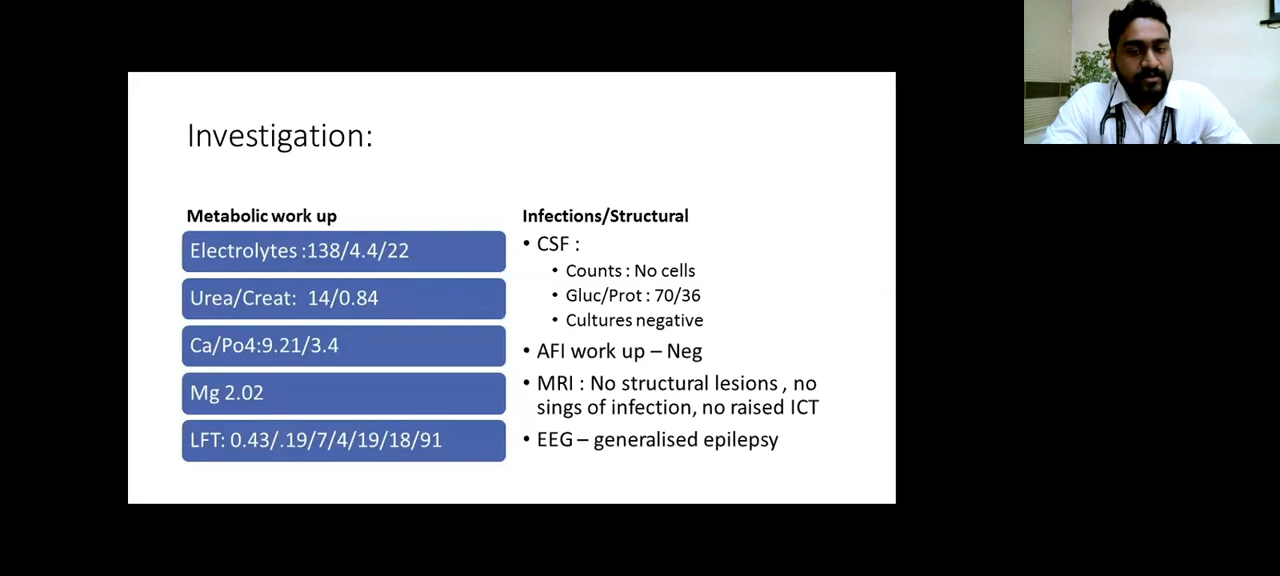 Investigation:
Metabolic work up
Electrolytes :138/4.4/22
Urea/Creat:  14/0.84
Ca/Po4:9.21/3.4
Mg 2.02
LFT: 0.43/.19/7/4/19/18/91
Infections/Structural
• CSF :
• Counts : No cells
• Gluc/Prot : 70/36
• Cultures negative
• AFI work up – Neg
• MRI : No structural lesions , no
sings of infection, no raised ICT
• EEG – generalised epilepsy